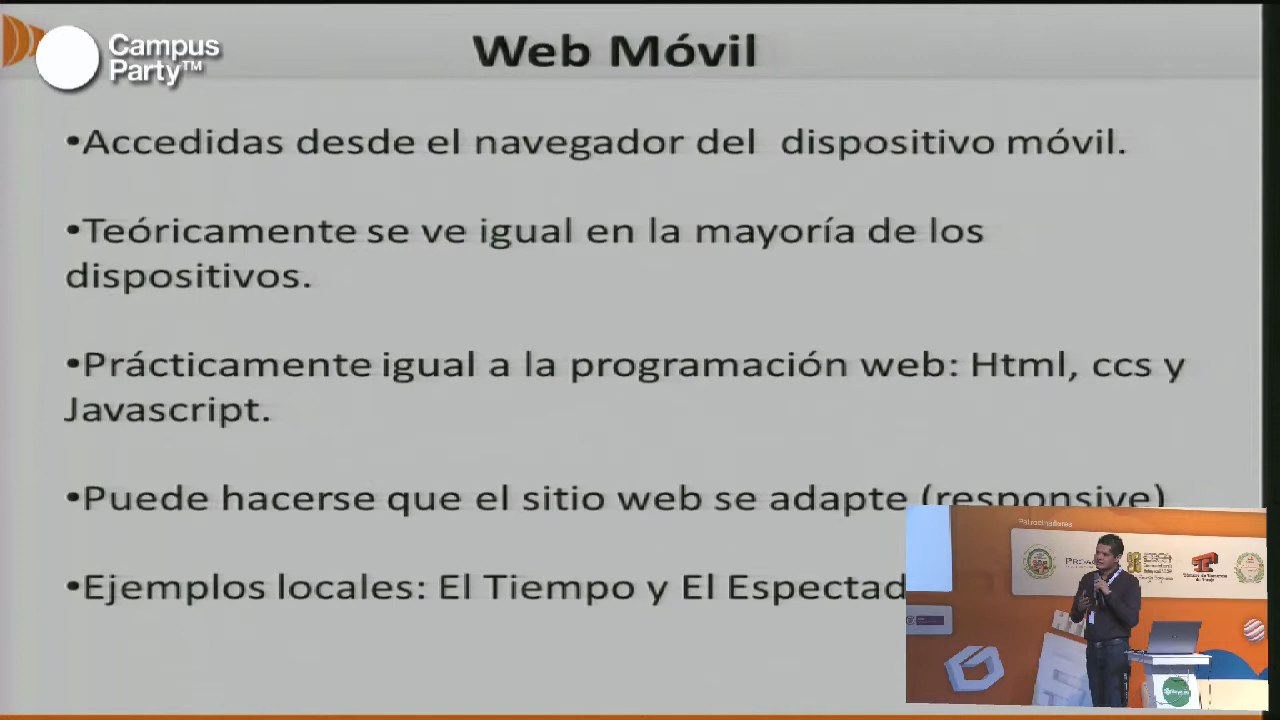 Campus
Party™
Web Móvil
•Accedidas desde el navegador del dispositivo móvil.
•Teóricamente se ve igual en la mayoría de los
dispositivos.
•Prácticamente igual a la programación web: Html, ccs y
Javascript.
•Puede hacerse que el sitio web se adapte (responsive)
•Ejemplos locales: El Tiempo y El Espectad
Patrocinadores